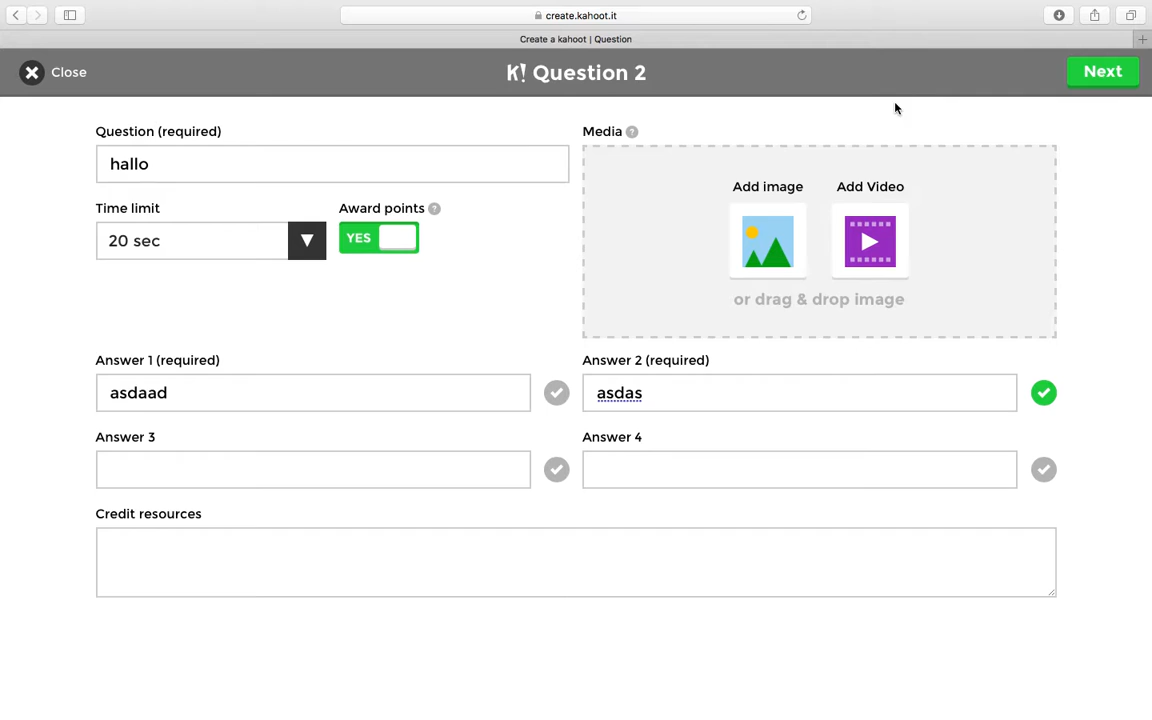 create.kahoot.it
Create a kahoot | Question
Close
K! Question 2
Next
Question (required)
hallo
Time limit
20 sec
Award points ?
YES
Media ?
Add image
Add Video
or drag & drop image
Answer 1 (required)
asdaad
Answer 2 (required)
asdas
Answer 3
Answer 4
Credit resources